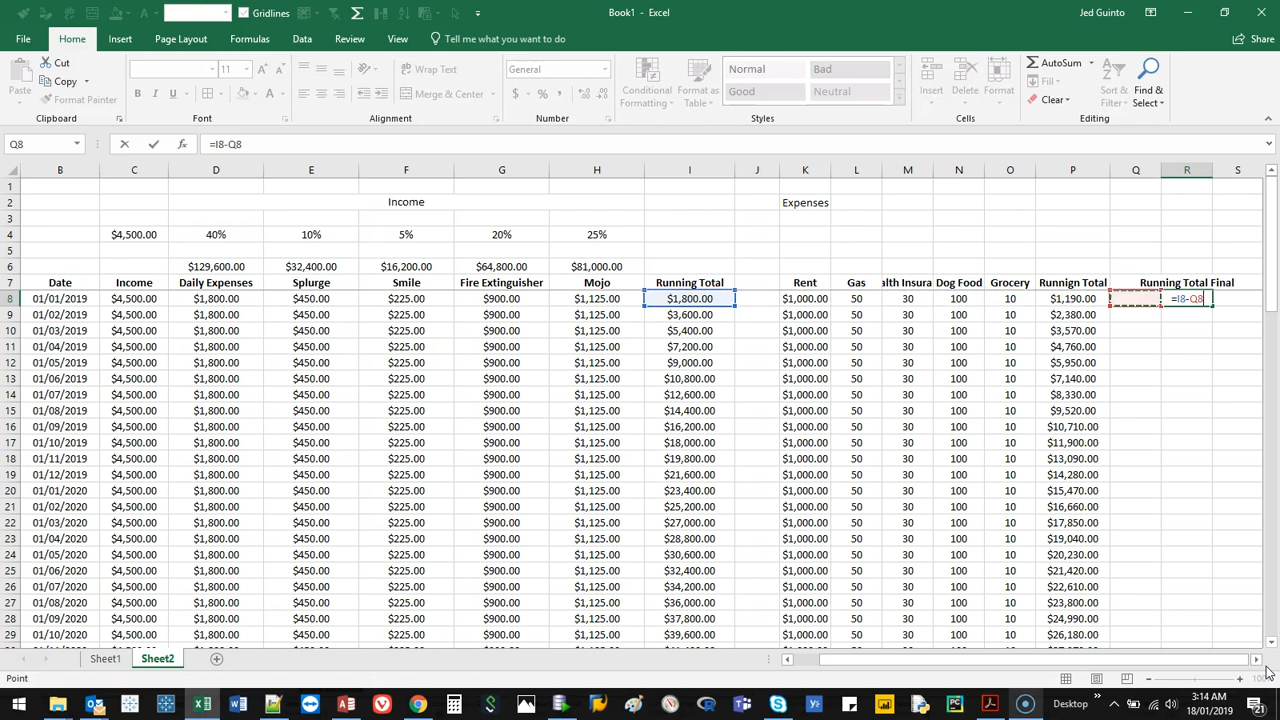 Gridlines Book1 - Excel Jed Guinto
File Home Insert Page Layout Formulas Data Review View Tell me what you want to do Share
Paste Cut Copy Format Painter 11 Wrap Text Merge & Center General $ % Conditional Formatting Format as Table Normal Bad Good Neutral Insert Delete Format AutoSum Fill Clear Sort & Filter Find & Select
Clipboard Font Alignment Number Styles Cells Editing
Q8 =I8-Q8
B C D E F G H I J K L M N O P Q R S
1
2 Income Expenses
3
4 $4,500.00 40% 10% 5% 20% 25%
5
6 $129,600.00 $32,400.00 $16,200.00 $64,800.00 $81,000.00
7 Date Income Daily Expenses Splurge Smile Fire Extinguisher Mojo Running Total Rent Gas alth Insura Dog Food Grocery Runnign Total Running Total Final
8 01/01/2019 $4,500.00 $1,800.00 $450.00 $225.00 $900.00 $1,125.00 $1,800.00 $1,000.00 50 30 100 10 $1,190.00 =I8-Q8
9 01/02/2019 $4,500.00 $1,800.00 $450.00 $225.00 $900.00 $1,125.00 $3,600.00 $1,000.00 50 30 100 10 $2,380.00
10 01/03/2019 $4,500.00 $1,800.00 $450.00 $225.00 $900.00 $1,125.00 $5,400.00 $1,000.00 50 30 100 10 $3,570.00
11 01/04/2019 $4,500.00 $1,800.00 $450.00 $225.00 $900.00 $1,125.00 $7,200.00 $1,000.00 50 30 100 10 $4,760.00
12 01/05/2019 $4,500.00 $1,800.00 $450.00 $225.00 $900.00 $1,125.00 $9,000.00 $1,000.00 50 30 100 10 $5,950.00
13 01/06/2019 $4,500.00 $1,800.00 $450.00 $225.00 $900.00 $1,125.00 $10,800.00 $1,000.00 50 30 100 10 $7,140.00
14 01/07/2019 $4,500.00 $1,800.00 $450.00 $225.00 $900.00 $1,125.00 $12,600.00 $1,000.00 50 30 100 10 $8,330.00
15 01/08/2019 $4,500.00 $1,800.00 $450.00 $225.00 $900.00 $1,125.00 $14,400.00 $1,000.00 50 30 100 10 $9,520.00
16 01/09/2019 $4,500.00 $1,800.00 $450.00 $225.00 $900.00 $1,125.00 $16,200.00 $1,000.00 50 30 100 10 $10,710.00
17 01/10/2019 $4,500.00 $1,800.00 $450.00 $225.00 $900.00 $1,125.00 $18,000.00 $1,000.00 50 30 100 10 $11,900.00
18 01/11/2019 $4,500.00 $1,800.00 $450.00 $225.00 $900.00 $1,125.00 $19,800.00 $1,000.00 50 30 100 10 $13,090.00
19 01/12/2019 $4,500.00 $1,800.00 $450.00 $225.00 $900.00 $1,125.00 $21,600.00 $1,000.00 50 30 100 10 $14,280.00
20 01/01/2020 $4,500.00 $1,800.00 $450.00 $225.00 $900.00 $1,125.00 $23,400.00 $1,000.00 50 30 100 10 $15,470.00
21 01/02/2020 $4,500.00 $1,800.00 $450.00 $225.00 $900.00 $1,125.00 $25,200.00 $1,000.00 50 30 100 10 $16,660.00
22 01/03/2020 $4,500.00 $1,800.00 $450.00 $225.00 $900.00 $1,125.00 $27,000.00 $1,000.00 50 30 100 10 $17,850.00
23 01/04/2020 $4,500.00 $1,800.00 $450.00 $225.00 $900.00 $1,125.00 $28,800.00 $1,000.00 50 30 100 10 $19,040.00
24 01/05/2020 $4,500.00 $1,800.00 $450.00 $225.00 $900.00 $1,125.00 $30,600.00 $1,000.00 50 30 100 10 $20,230.00
25 01/06/2020 $4,500.00 $1,800.00 $450.00 $225.00 $900.00 $1,125.00 $32,400.00 $1,000.00 50 30 100 10 $21,420.00
26 01/07/2020 $4,500.00 $1,800.00 $450.00 $225.00 $900.00 $1,125.00 $34,200.00 $1,000.00 50 30 100 10 $22,610.00
27 01/08/2020 $4,500.00 $1,800.00 $450.00 $225.00 $900.00 $1,125.00 $36,000.00 $1,000.00 50 30 100 10 $23,800.00
28 01/09/2020 $4,500.00 $1,800.00 $450.00 $225.00 $900.00 $1,125.00 $37,800.00 $1,000.00 50 30 100 10 $24,990.00
29 01/10/2020 $4,500.00 $1,800.00 $450.00 $225.00 $900.00 $1,125.00 $39,600.00 $1,000.00 50 30 100 10 $26,180.00
Sheet1 Sheet2
Point
Desktop 3:14 AM
18/01/2019